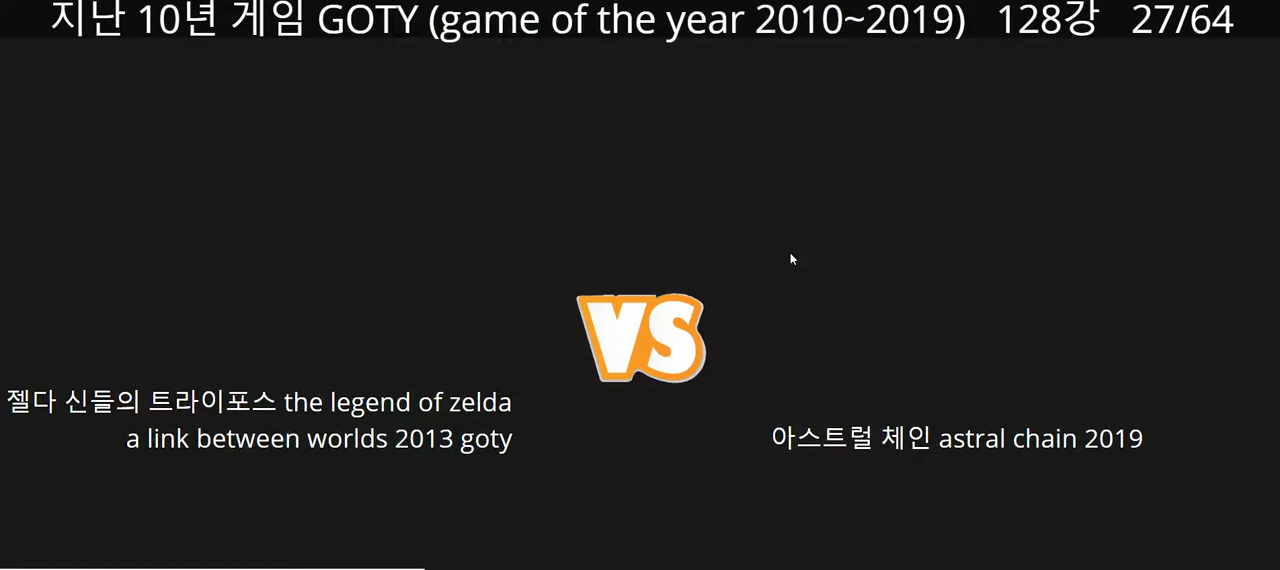 지난 10년 게임 GOTY (game of the year 2010~2019) 128강 27/64
VS
젤다 신들의 트라이포스 the legend of zelda
a link between worlds 2013 goty
아스트럴 체인 astral chain 2019